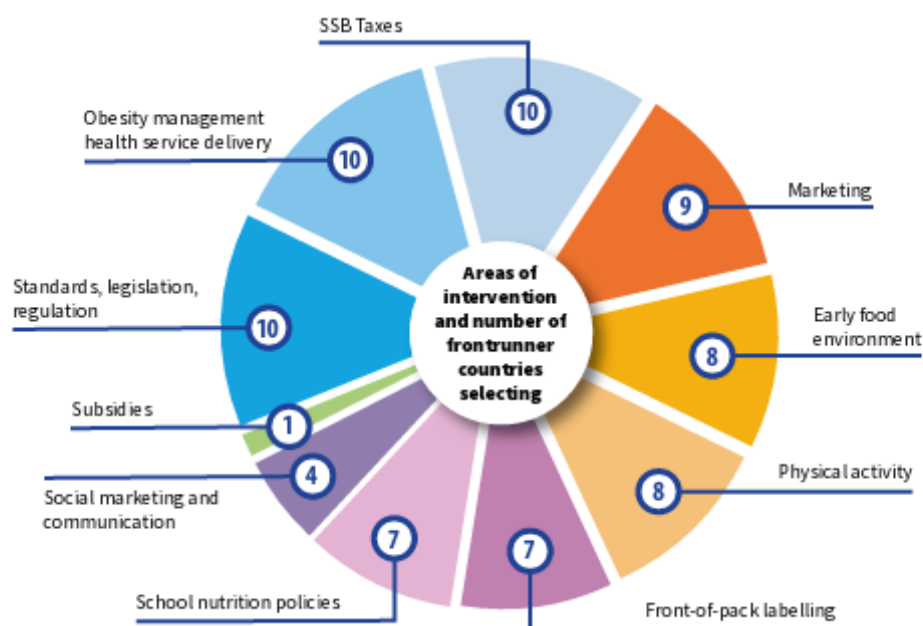 SSB Taxes
10
Obesity management
health service delivery
10
Marketing
9
Areas of
intervention
and number of
frontrunner
countries
selecting
Standards, legislation,
regulation
10
Early food
environment
8
Subsidies
1
Social marketing and
communication
4
Physical activity
8
School nutrition policies
7
Front-of-pack labelling
7